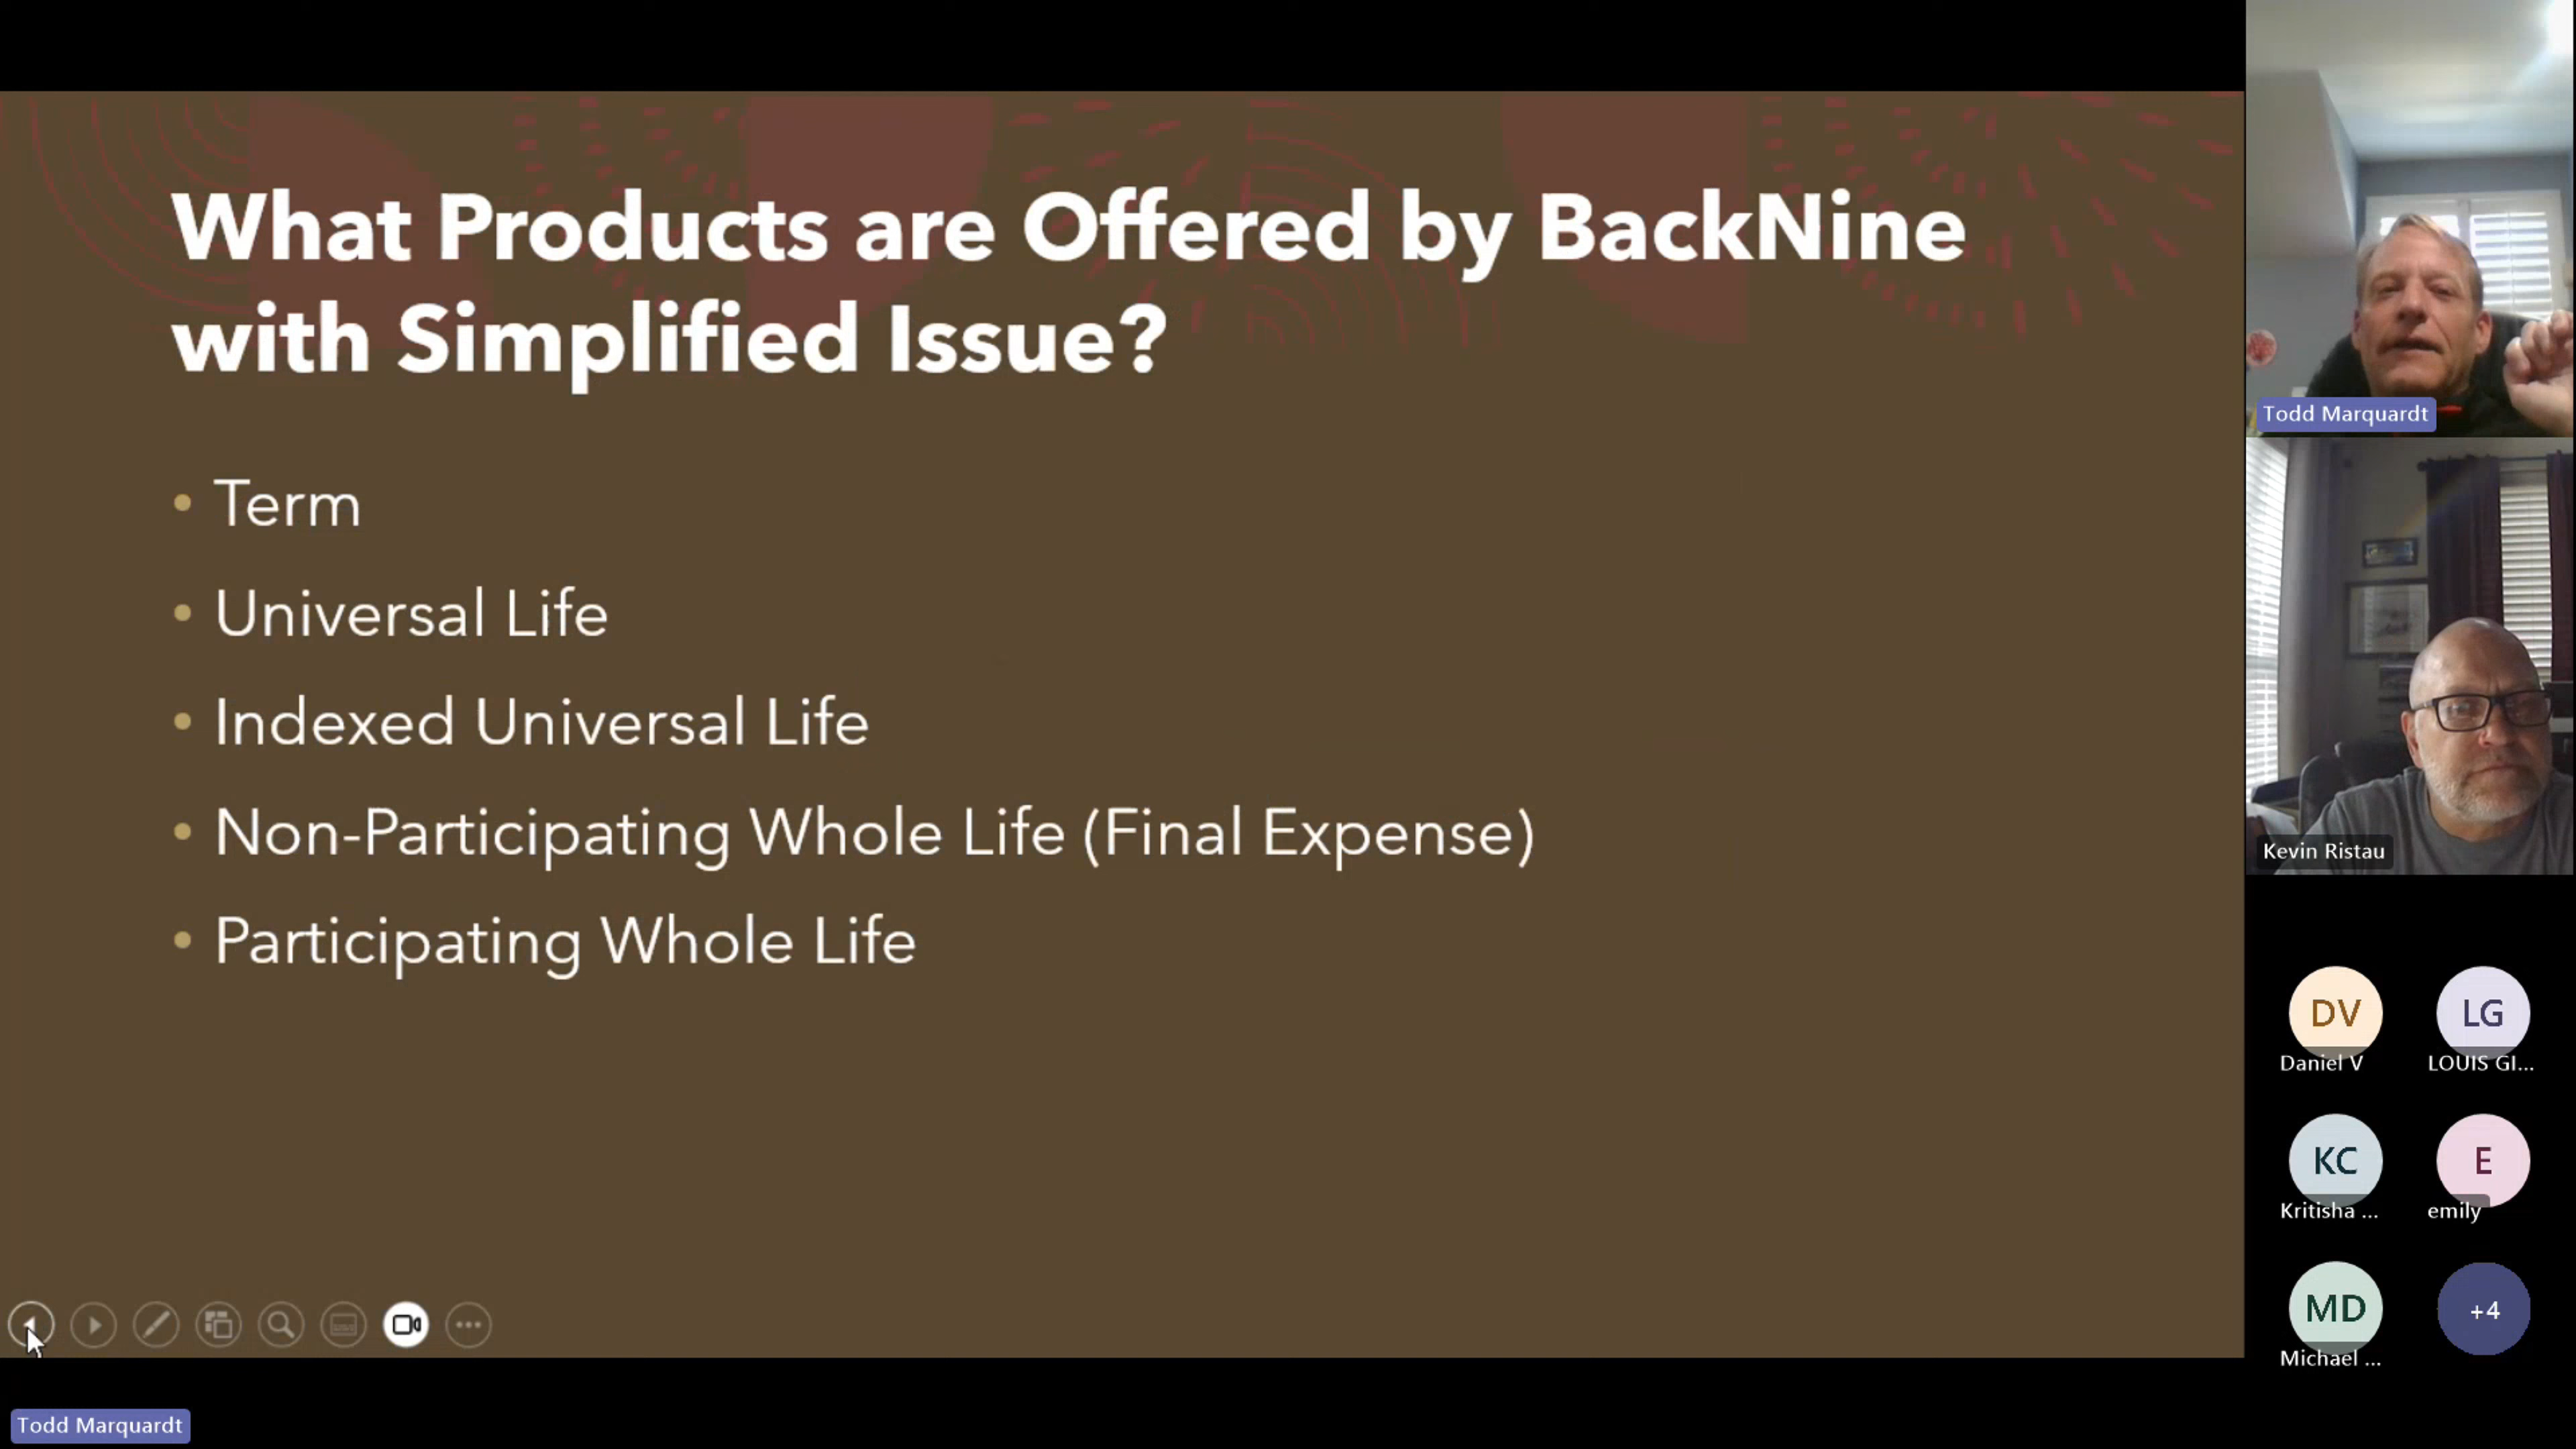 What Products are Offered by BackNine
with Simplified Issue?
• Term
• Universal Life
• Indexed Universal Life
• Non-Participating Whole Life (Final Expense)
• Participating Whole Life
Todd Marquardt
Todd Marquardt
Kevin Ristau
DV
Daniel V
LG
LOUIS GI...
KC
Kritisha ...
E
emily
MD
Michael ...
+4